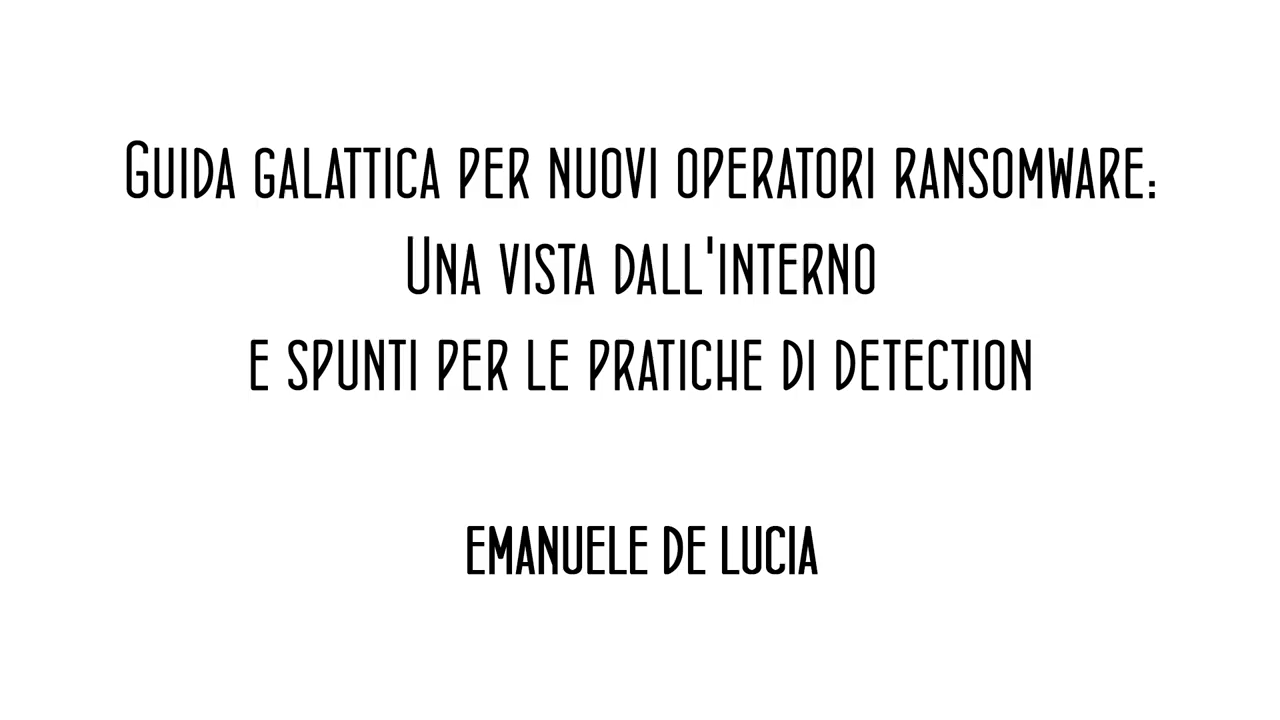 Guida galattica per nuovi operatori ransomware:
Una vista dall'interno
e spunti per le pratiche di detection
Emanuele De Lucia